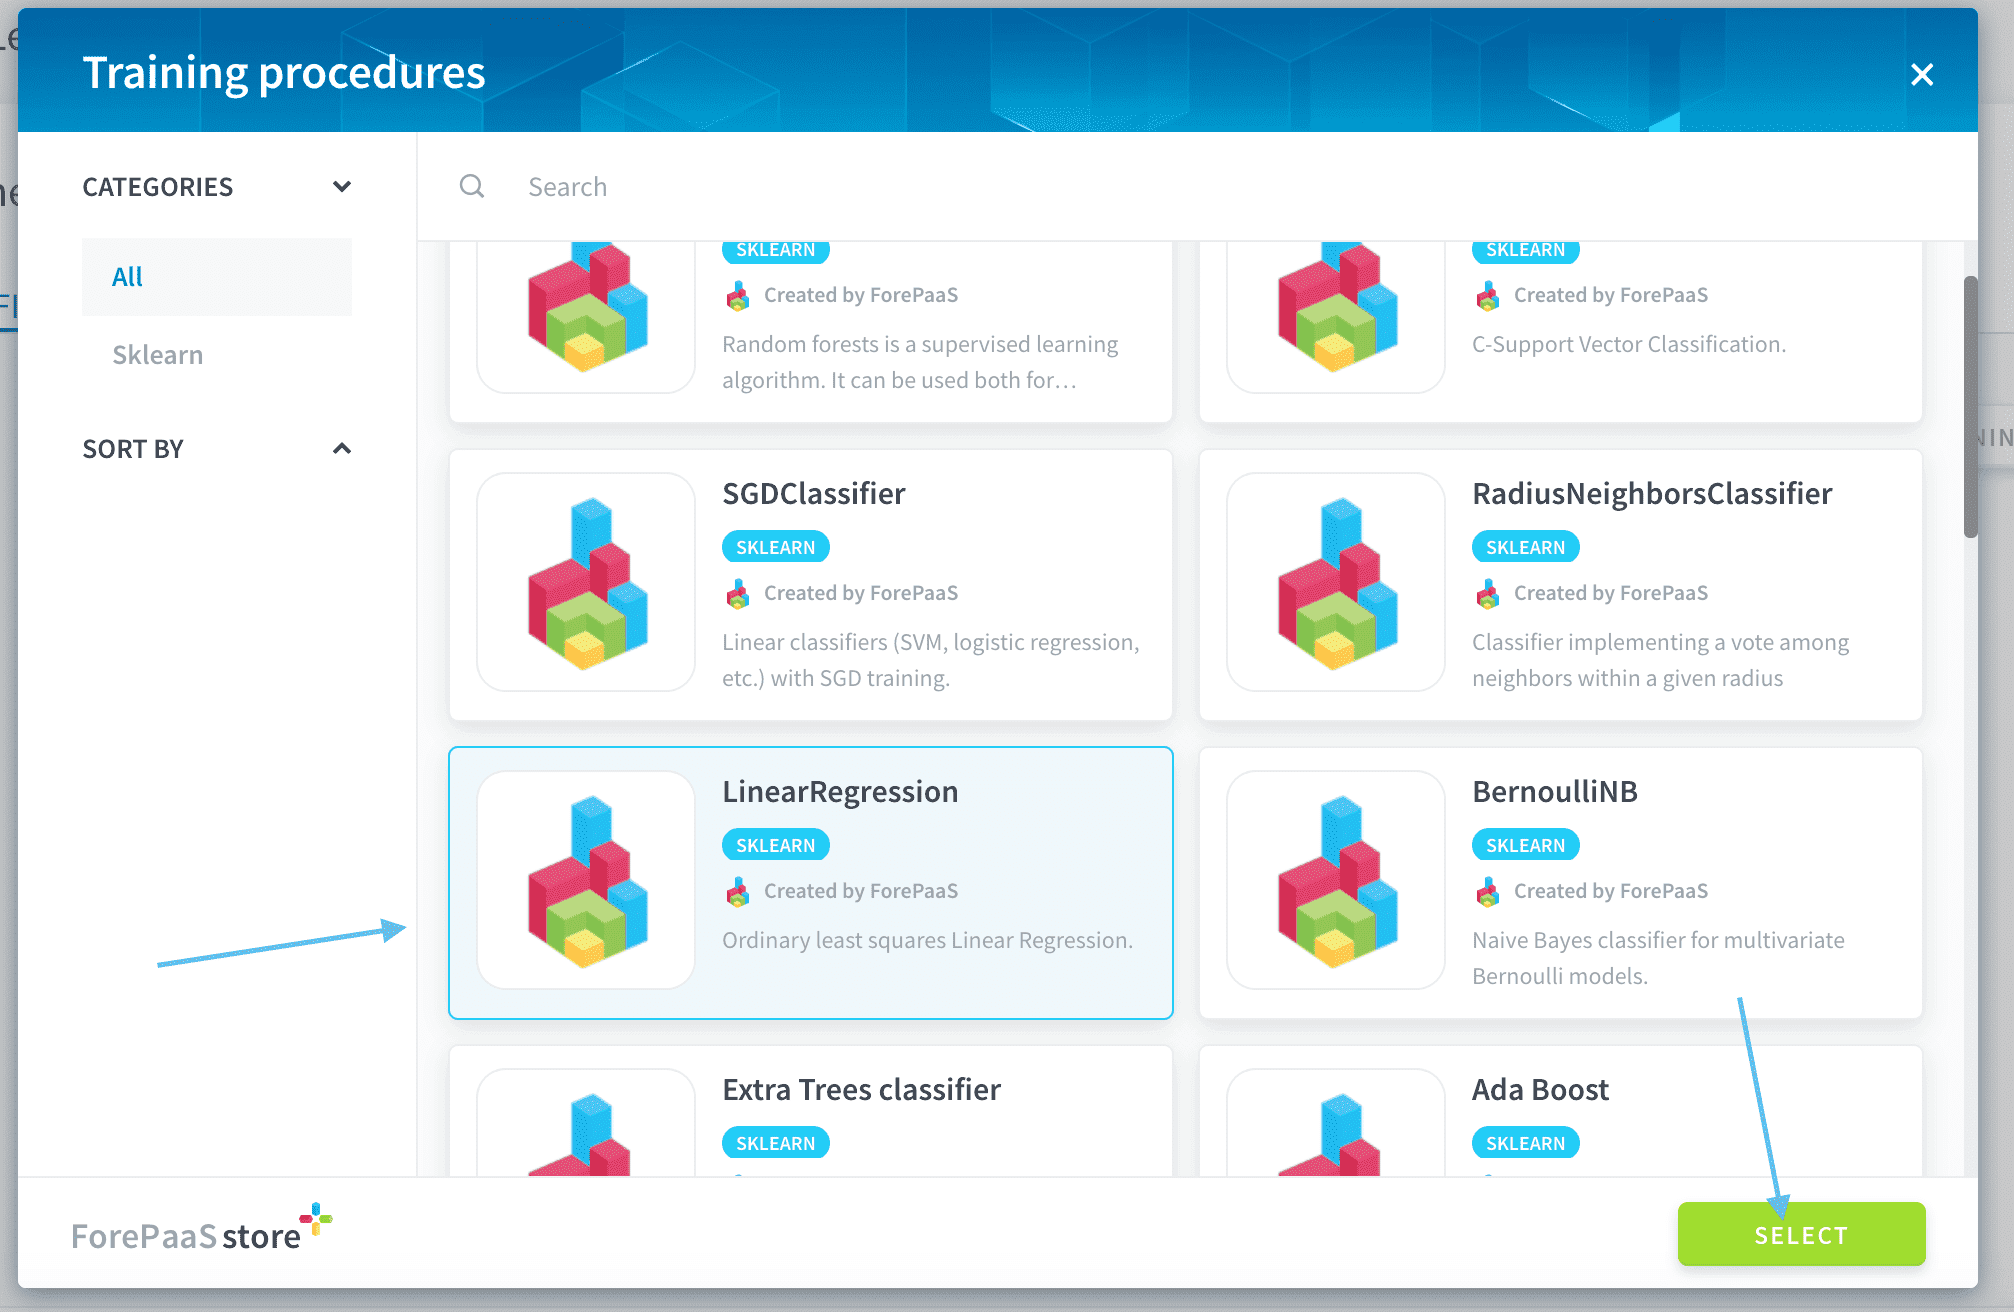 Training procedures
CATEGORIES
All
Sklearn
SORT BY
Search
SKLEARN
Created by ForePaaS
Random forests is a supervised learning
algorithm. It can be used both for…
SKLEARN
Created by ForePaaS
C-Support Vector Classification.
SGDClassifier
SKLEARN
Created by ForePaaS
Linear classifiers (SVM, logistic regression,
etc.) with SGD training.
RadiusNeighborsClassifier
SKLEARN
Created by ForePaaS
Classifier implementing a vote among
neighbors within a given radius
LinearRegression
SKLEARN
Created by ForePaaS
Ordinary least squares Linear Regression.
BernoulliNB
SKLEARN
Created by ForePaaS
Naive Bayes classifier for multivariate
Bernoulli models.
Extra Trees classifier
SKLEARN
Ada Boost
SKLEARN
ForePaaS store
SELECT